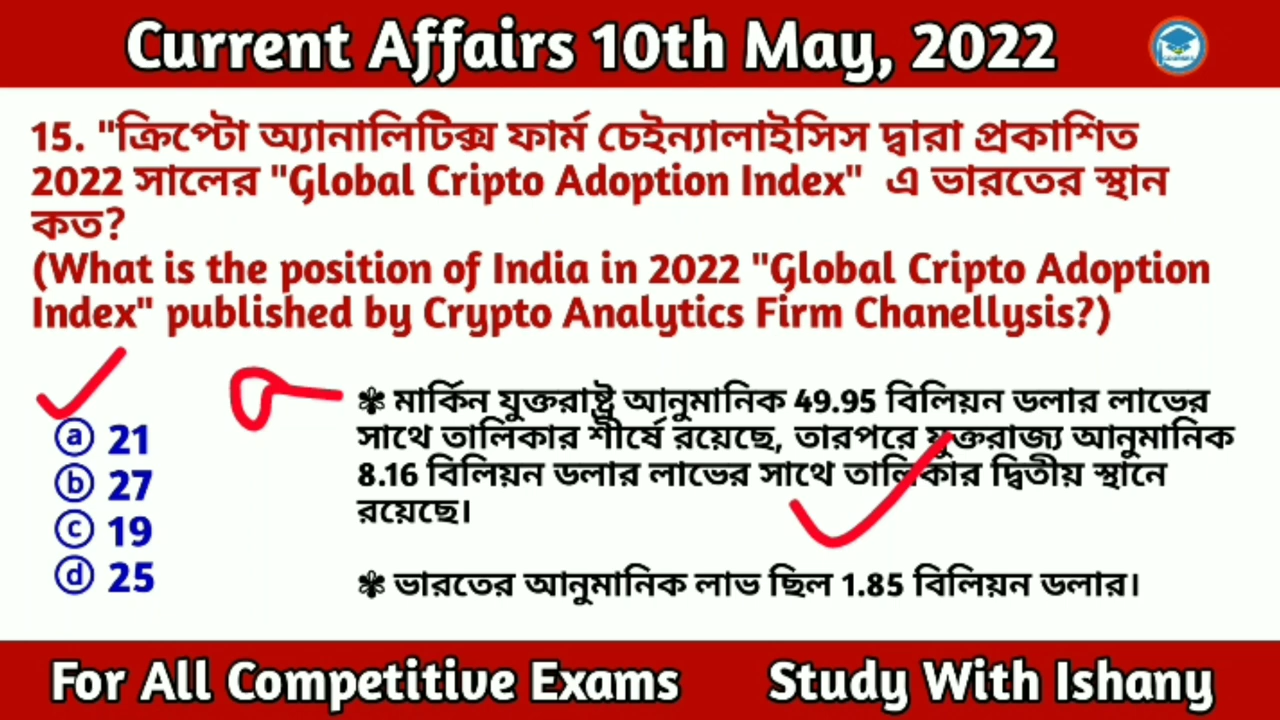 Current Affairs 10th May, 2022
15. "ক্রিপ্টো অ্যানালিটিক্স ফার্ম চেইন্যালাইসিস দ্বারা প্রকাশিত
2022 সালের "Global Cripto Adoption Index" এ ভারতের স্থান
কত?
(What is the position of India in 2022 "Global Cripto Adoption
Index" published by Crypto Analytics Firm Chanellysis?)
ⓐ 21
ⓑ 27
ⓒ 19
ⓓ 25
✾ মার্কিন যুক্তরাষ্ট্র আনুমানিক 49.95 বিলিয়ন ডলার লাভের
সাথে তালিকার শীর্ষে রয়েছে, তারপরে যুক্তরাজ্য আনুমানিক
8.16 বিলিয়ন ডলার লাভের সাথে তালিকার দ্বিতীয় স্থানে
রয়েছে।
✾ ভারতের আনুমানিক লাভ ছিল 1.85 বিলিয়ন ডলার।
For All Competitive Exams Study With Ishany